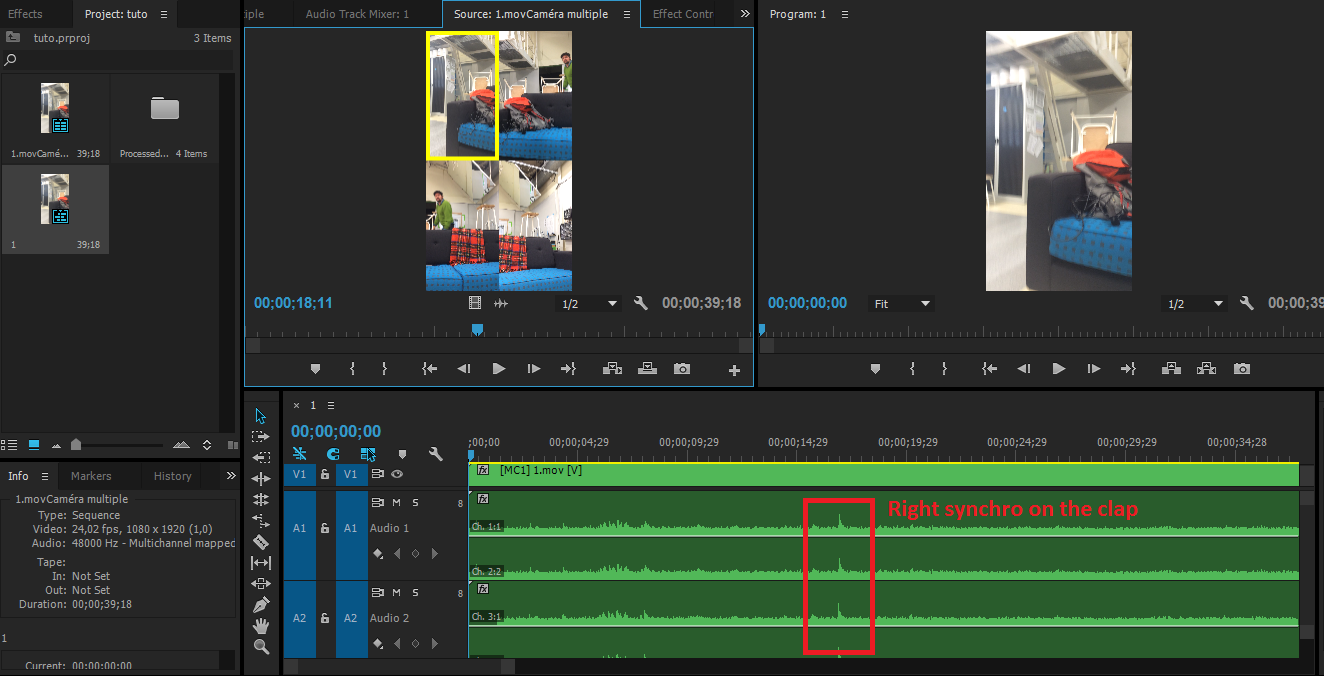 Effects
Project: tuto
tiple
Audio Track Mixer: 1
Source: 1.movCaméra multiple
Effect Contr
»
Program: 1
tuto.prproj
3 Items
1.movCamé... 39;18
Processed... 4 Items
1 39;18
00;00;18;11
1/2
00;00;39;18
00;00;00;00
Fit
1/2
00;00;39
× 1
00;00;00;00
;00;00
00;00;04;29
00;00;09;29
00;00;14;29
00;00;19;29
00;00;24;29
00;00;29;29
00;00;34;28
Info
Markers
History
»
1.movCaméra multiple
Type: Sequence
Video: 24,02 fps, 1080 x 1920 (1,0)
Audio: 48000 Hz - Multichannel mapped
Tape:
In: Not Set
Out: Not Set
Duration: 00;00;39;18
1
Current: 00:00:00:00
V1
V1
fx [MC1] 1.mov [V]
M S
8
fx
A1
A1
Audio 1
Ch. 1:1
Ch. 2:2
Right synchro on the clap
M S
8
fx
A2
A2
Audio 2
Ch. 3:1